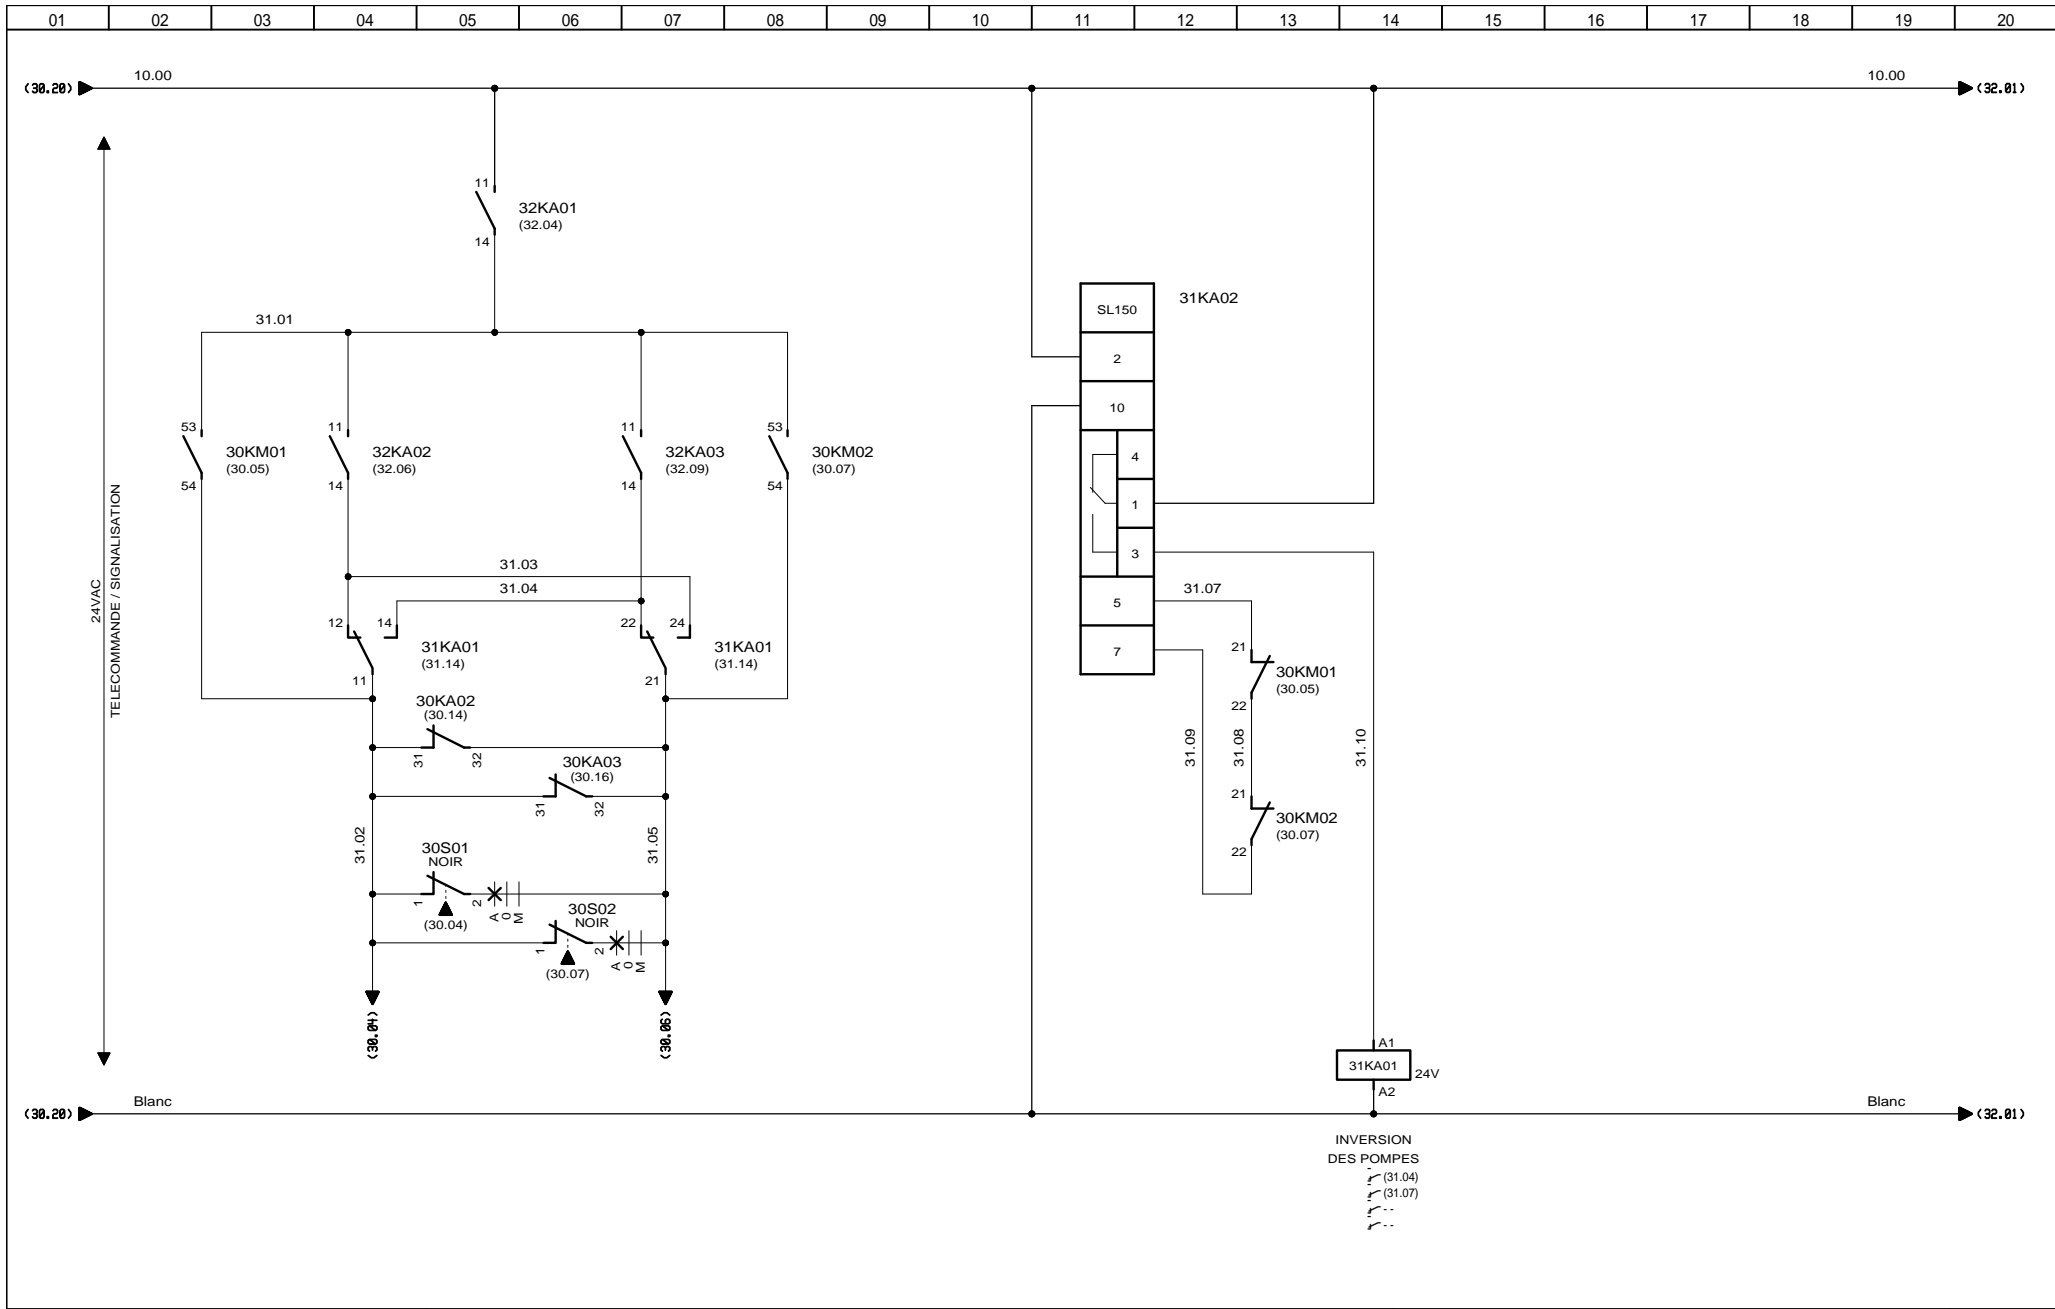 01 02 03 04 05 06 07 08 09 10 11 12 13 14 15 16 17 18 19 20
10.00 10.00
(30.20) (32.01)
11
32KA01
(32.04)
14
SL150 31KA02
31.01
2
10
53 11 11 53
30KM01 32KA02 32KA03 30KM02
(30.05) (32.06) (32.09) (30.07)
54 14 14 54
4
1
3
24VAC
TELECOMMANDE / SIGNALISATION
31.03
31.04
31.07
5
12 14 22 24
31KA01 31KA01
(31.14) (31.14)
11 21
7
21
30KM01
(30.05)
22
30KA02
(30.14)
31 32
30KA03
(30.16)
31 32
31.09 31.08 31.10
21
30KM02
(30.07)
22
31.02 31.05
30S01
NOIR
1 2 A 0 M
(30.04)
30S02
NOIR
1 2 A 0 M
(30.07)
(30.04) (30.06)
A1
31KA01 24V
A2
Blanc Blanc
(30.20) (32.01)
INVERSION
DES POMPES
(31.04)
(31.07)
- -
- -